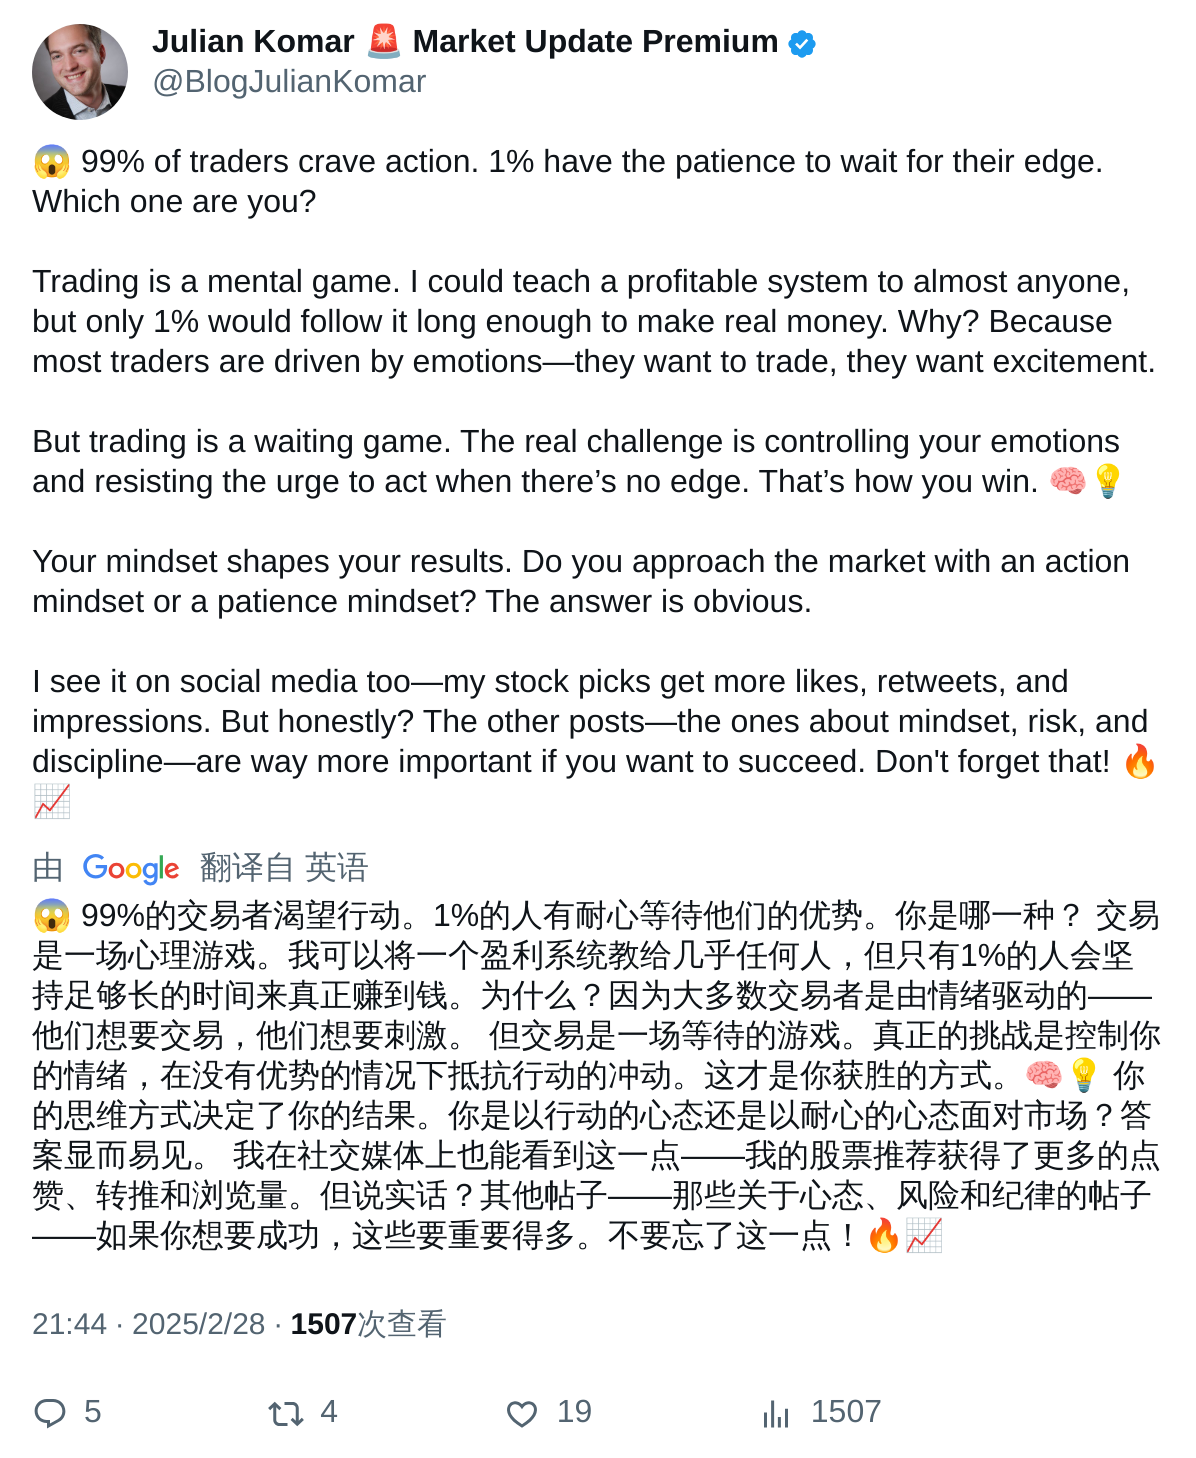 Julian Komar 🚨 Market Update Premium
@BlogJulianKomar
😱 99% of traders crave action. 1% have the patience to wait for their edge.
Which one are you?
Trading is a mental game. I could teach a profitable system to almost anyone,
but only 1% would follow it long enough to make real money. Why? Because
most traders are driven by emotions—they want to trade, they want excitement.
But trading is a waiting game. The real challenge is controlling your emotions
and resisting the urge to act when there’s no edge. That’s how you win. 🧠💡
Your mindset shapes your results. Do you approach the market with an action
mindset or a patience mindset? The answer is obvious.
I see it on social media too—my stock picks get more likes, retweets, and
impressions. But honestly? The other posts—the ones about mindset, risk, and
discipline—are way more important if you want to succeed. Don't forget that! 🔥
📈
由 Google 翻译自 英语
😱 99%的交易者渴望行动。1%的人有耐心等待他们的优势。你是哪一种？ 交易
是一场心理游戏。我可以将一个盈利系统教给几乎任何人，但只有1%的人会坚
持足够长的时间来真正赚到钱。为什么？因为大多数交易者是由情绪驱动的——
他们想要交易，他们想要刺激。 但交易是一场等待的游戏。真正的挑战是控制你
的情绪，在没有优势的情况下抵抗行动的冲动。这才是你获胜的方式。🧠💡 你
的思维方式决定了你的结果。你是以行动的心态还是以耐心的心态面对市场？答
案显而易见。 我在社交媒体上也能看到这一点——我的股票推荐获得了更多的点
赞、转推和浏览量。但说实话？其他帖子——那些关于心态、风险和纪律的帖子
——如果你想要成功，这些要重要得多。不要忘了这一点！🔥📈
21:44 · 2025/2/28 · 1507次查看
5 4 19 1507